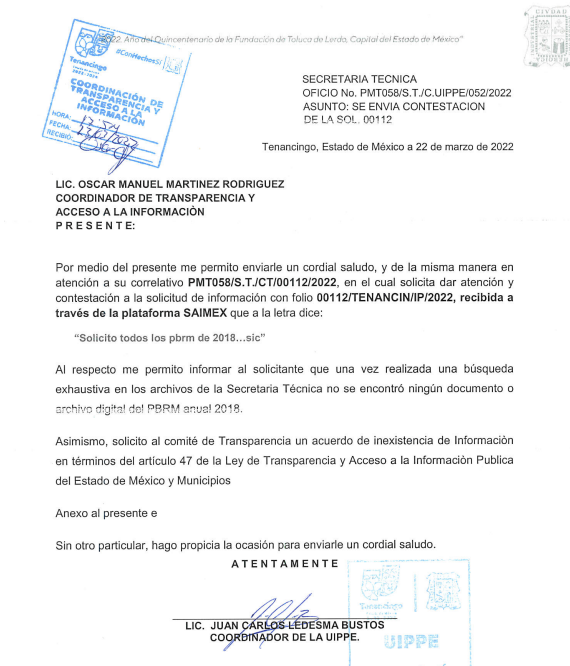 "2022. Año del Quincentenario de la Fundación de Toluca de Lerdo, Capital del Estado de México"
CIUDAD
Tenancingo
#ConHechosSí
COORDINACIÓN DE
TRANSPARENCIA Y
ACCESO A LA
INFORMACIÓN
HORA:
FECHA:
RECIBIÓ:
SECRETARIA TECNICA
OFICIO No. PMT058/S.T./C.UIPPE/052/2022
ASUNTO: SE ENVIA CONTESTACION
DE LA SOL. 00112
Tenancingo, Estado de México a 22 de marzo de 2022
LIC. OSCAR MANUEL MARTINEZ RODRIGUEZ
COORDINADOR DE TRANSPARENCIA Y
ACCESO A LA INFORMACIÒN
P R E S E N T E:
Por medio del presente me permito enviarle un cordial saludo, y de la misma manera en
atención a su correlativo PMT058/S.T./CT/00112/2022, en el cual solicita dar atención y
contestación a la solicitud de información con folio 00112/TENANCIN/IP/2022, recibida a
través de la plataforma SAIMEX que a la letra dice:
"Solicito todos los pbrm de 2018...sic"
Al respecto me permito informar al solicitante que una vez realizada una búsqueda
exhaustiva en los archivos de la Secretaria Técnica no se encontró ningún documento o
archivo digital del PBRM anual 2018.
Asimismo, solicito al comité de Transparencia un acuerdo de inexistencia de Informaciòn
en términos del artículo 47 de la Ley de Transparencia y Acceso a la Informaciòn Publica
del Estado de México y Municipios
Anexo al presente e
Sin otro particular, hago propicia la ocasión para enviarle un cordial saludo.
A T E N T A M E N T E
LIC. JUAN CARLOS LEDESMA BUSTOS
COORDINADOR DE LA UIPPE.
Tenancingo
UIPPE